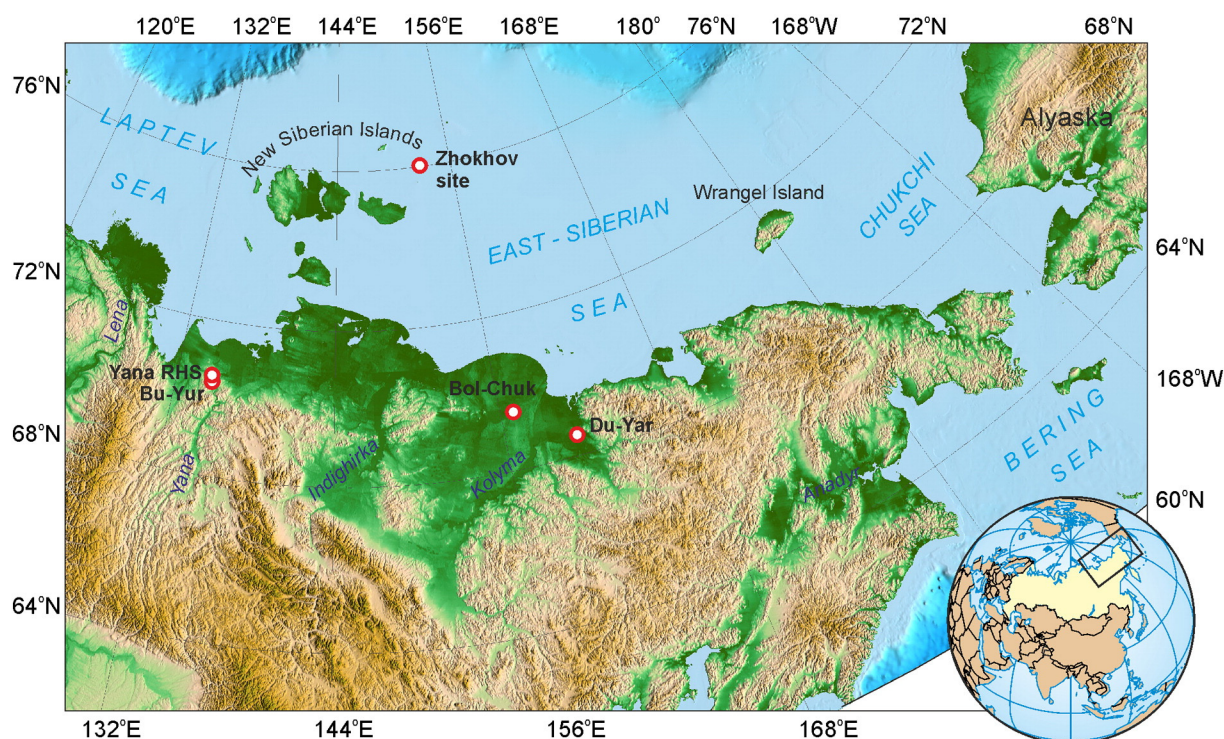 120°E 132°E 144°E 156°E 168°E 180° 76°N 168°W 72°N 68°N
76°N
72°N
68°N
64°N
64°N
168°W
60°N
LAPTEV
SEA
New Siberian Islands
Zhokhov
site
Alyaska
Wrangel Island
CHUKCHI
SEA
EAST - SIBERIAN
SEA
Lena
Yana RHS
Bu-Yur
Yana
Indighirka
Bol-Chuk
Kolyma
Du-Yar
Anadyr
BERING
SEA
132°E 144°E 156°E 168°E